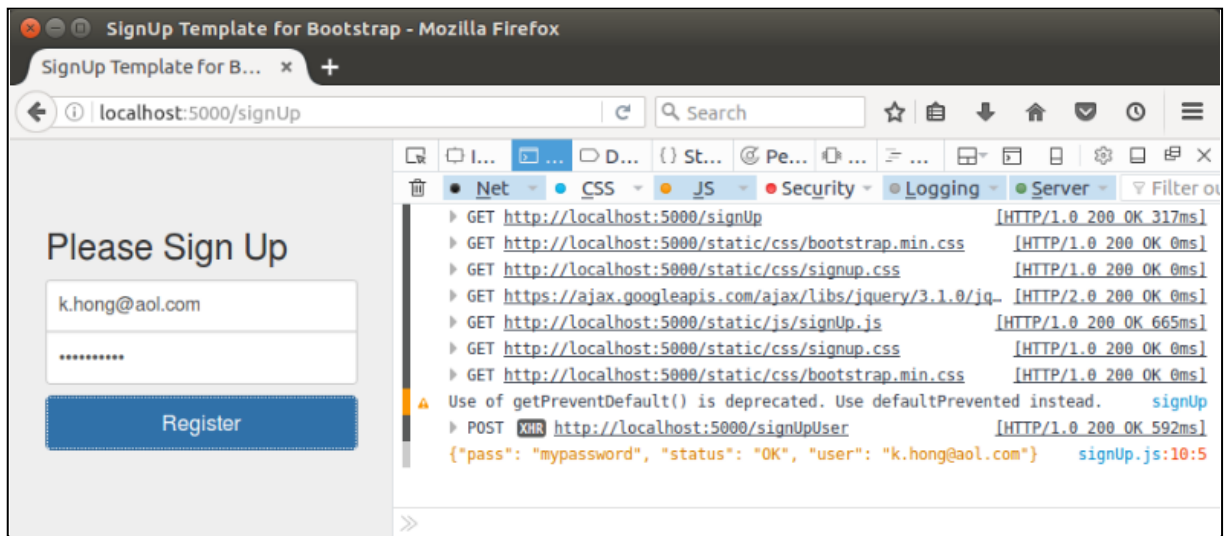 SignUp Template for Bootstrap - Mozilla Firefox
SignUp Template for B... ×
localhost:5000/signUp
Search
I... ... D... {} St... Pe... ... ...
Net CSS JS Security Logging Server Filter ou
GET http://localhost:5000/signUp [HTTP/1.0 200 OK 317ms]
GET http://localhost:5000/static/css/bootstrap.min.css [HTTP/1.0 200 OK 0ms]
GET http://localhost:5000/static/css/signup.css [HTTP/1.0 200 OK 0ms]
GET https://ajax.googleapis.com/ajax/libs/jquery/3.1.0/jq… [HTTP/2.0 200 OK 0ms]
GET http://localhost:5000/static/js/signUp.js [HTTP/1.0 200 OK 665ms]
GET http://localhost:5000/static/css/signup.css [HTTP/1.0 200 OK 0ms]
GET http://localhost:5000/static/css/bootstrap.min.css [HTTP/1.0 200 OK 0ms]
Use of getPreventDefault() is deprecated. Use defaultPrevented instead. signUp
POST XHR http://localhost:5000/signUpUser [HTTP/1.0 200 OK 592ms]
{"pass": "mypassword", "status": "OK", "user": "k.hong@aol.com"} signUp.js:10:5
Please Sign Up
k.hong@aol.com
••••••••••
Register